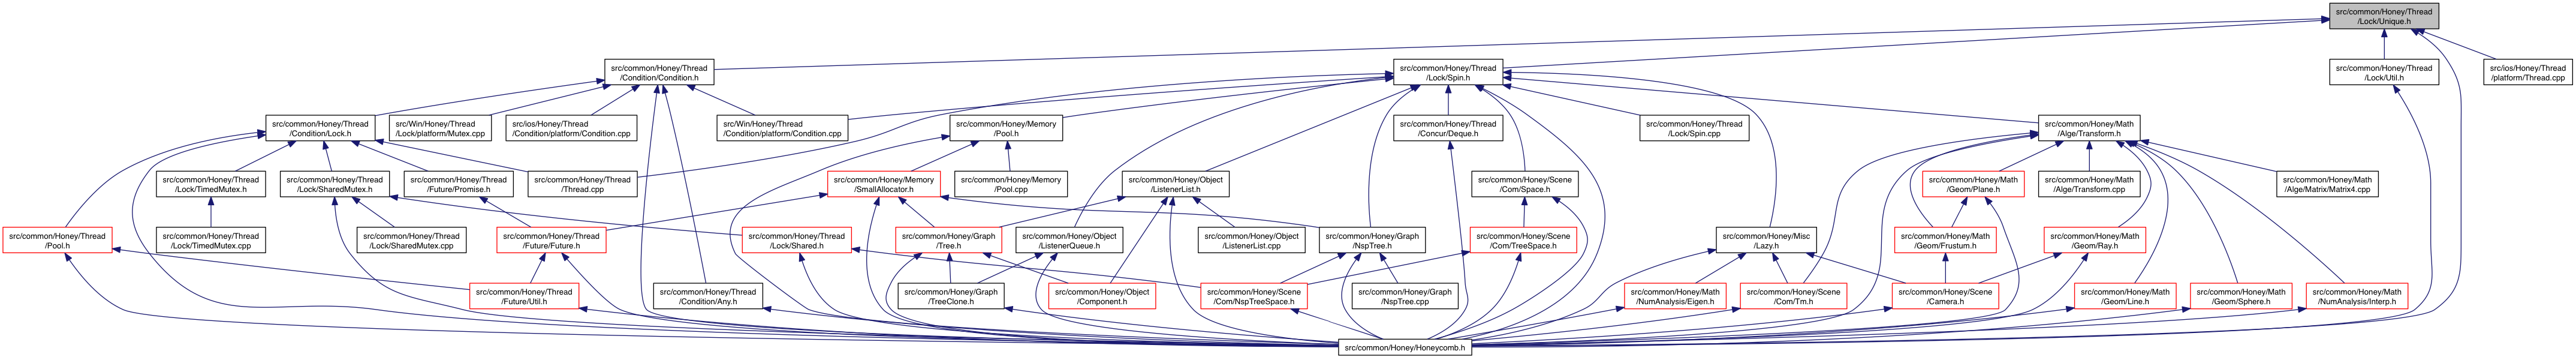 src/common/Honey/Thread
/Lock/Unique.h
src/common/Honey/Thread
/Condition/Condition.h
src/common/Honey/Thread
/Lock/Spin.h
src/common/Honey/Thread
/Lock/Util.h
src/ios/Honey/Thread
/platform/Thread.cpp
src/common/Honey/Thread
/Condition/Lock.h
src/Win/Honey/Thread
/Lock/platform/Mutex.cpp
src/ios/Honey/Thread
/Condition/platform/Condition.cpp
src/Win/Honey/Thread
/Condition/platform/Condition.cpp
src/common/Honey/Memory
/Pool.h
src/common/Honey/Thread
/Concur/Deque.h
src/common/Honey/Thread
/Lock/Spin.cpp
src/common/Honey/Math
/Alge/Transform.h
src/common/Honey/Thread
/Lock/TimedMutex.h
src/common/Honey/Thread
/Lock/SharedMutex.h
src/common/Honey/Thread
/Future/Promise.h
src/common/Honey/Thread
/Thread.cpp
src/common/Honey/Memory
/SmallAllocator.h
src/common/Honey/Memory
/Pool.cpp
src/common/Honey/Object
/ListenerList.h
src/common/Honey/Scene
/Com/Space.h
src/common/Honey/Math
/Geom/Plane.h
src/common/Honey/Math
/Alge/Transform.cpp
src/common/Honey/Math
/Alge/Matrix/Matrix4.cpp
src/common/Honey/Thread
/Pool.h
src/common/Honey/Thread
/Lock/TimedMutex.cpp
src/common/Honey/Thread
/Lock/SharedMutex.cpp
src/common/Honey/Thread
/Future/Future.h
src/common/Honey/Thread
/Lock/Shared.h
src/common/Honey/Graph
/Tree.h
src/common/Honey/Object
/ListenerQueue.h
src/common/Honey/Object
/ListenerList.cpp
src/common/Honey/Graph
/NspTree.h
src/common/Honey/Scene
/Com/TreeSpace.h
src/common/Honey/Misc
/Lazy.h
src/common/Honey/Math
/Geom/Frustum.h
src/common/Honey/Math
/Geom/Ray.h
src/common/Honey/Thread
/Future/Util.h
src/common/Honey/Thread
/Condition/Any.h
src/common/Honey/Graph
/TreeClone.h
src/common/Honey/Object
/Component.h
src/common/Honey/Scene
/Com/NspTreeSpace.h
src/common/Honey/Graph
/NspTree.cpp
src/common/Honey/Math
/NumAnalysis/Eigen.h
src/common/Honey/Scene
/Com/Tm.h
src/common/Honey/Scene
/Camera.h
src/common/Honey/Math
/Geom/Line.h
src/common/Honey/Math
/Geom/Sphere.h
src/common/Honey/Math
/NumAnalysis/Interp.h
src/common/Honey/Honeycomb.h